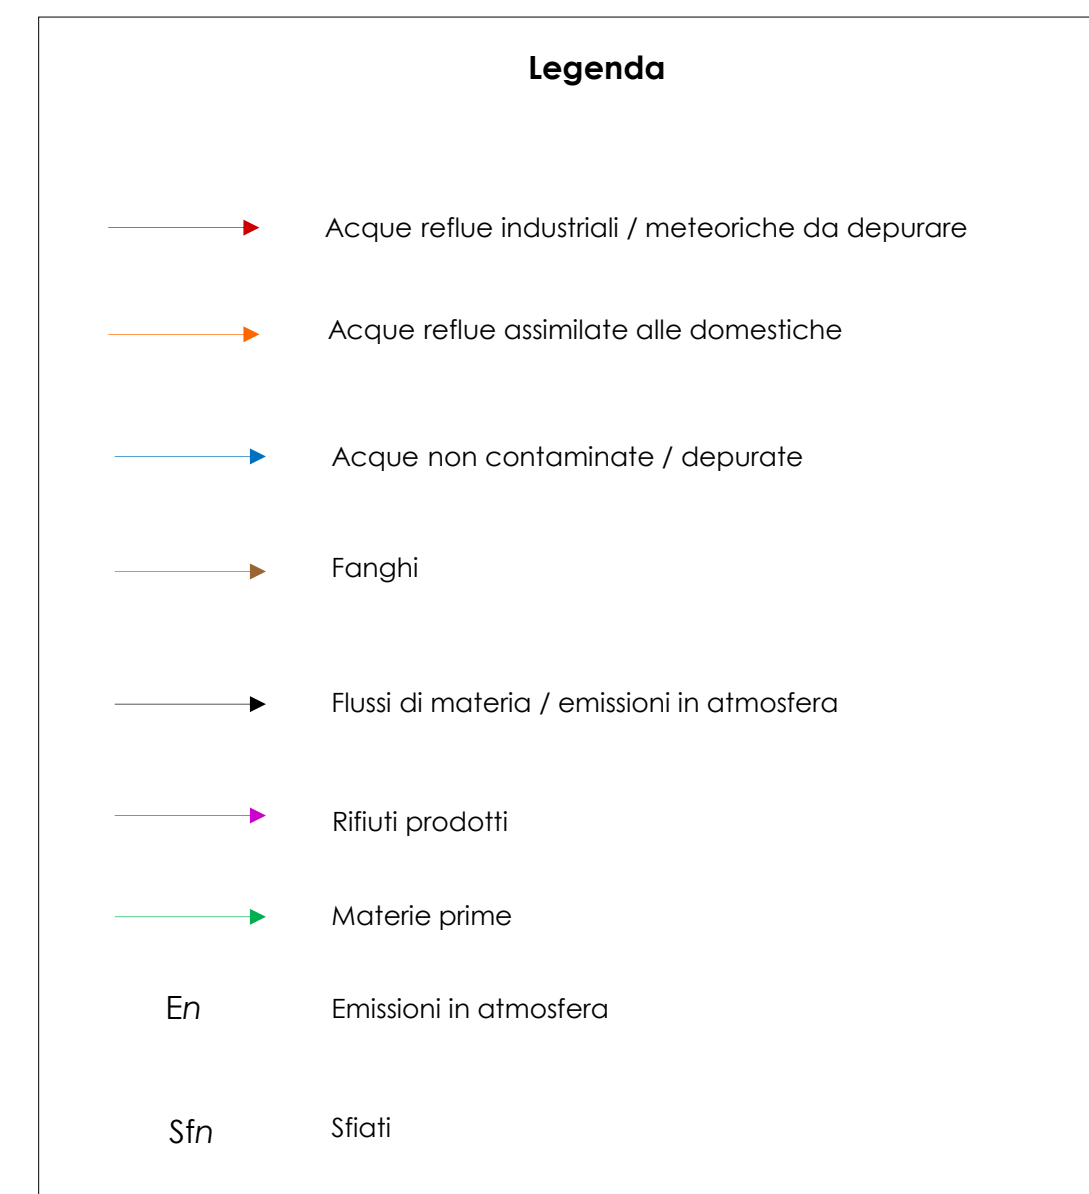 Legenda
Acque reflue industriali / meteoriche da depurare
Acque reflue assimilate alle domestiche
Acque non contaminate / depurate
Fanghi
Flussi di materia / emissioni in atmosfera
Rifiuti prodotti
Materie prime
En Emissioni in atmosfera
Sfn Sfiati